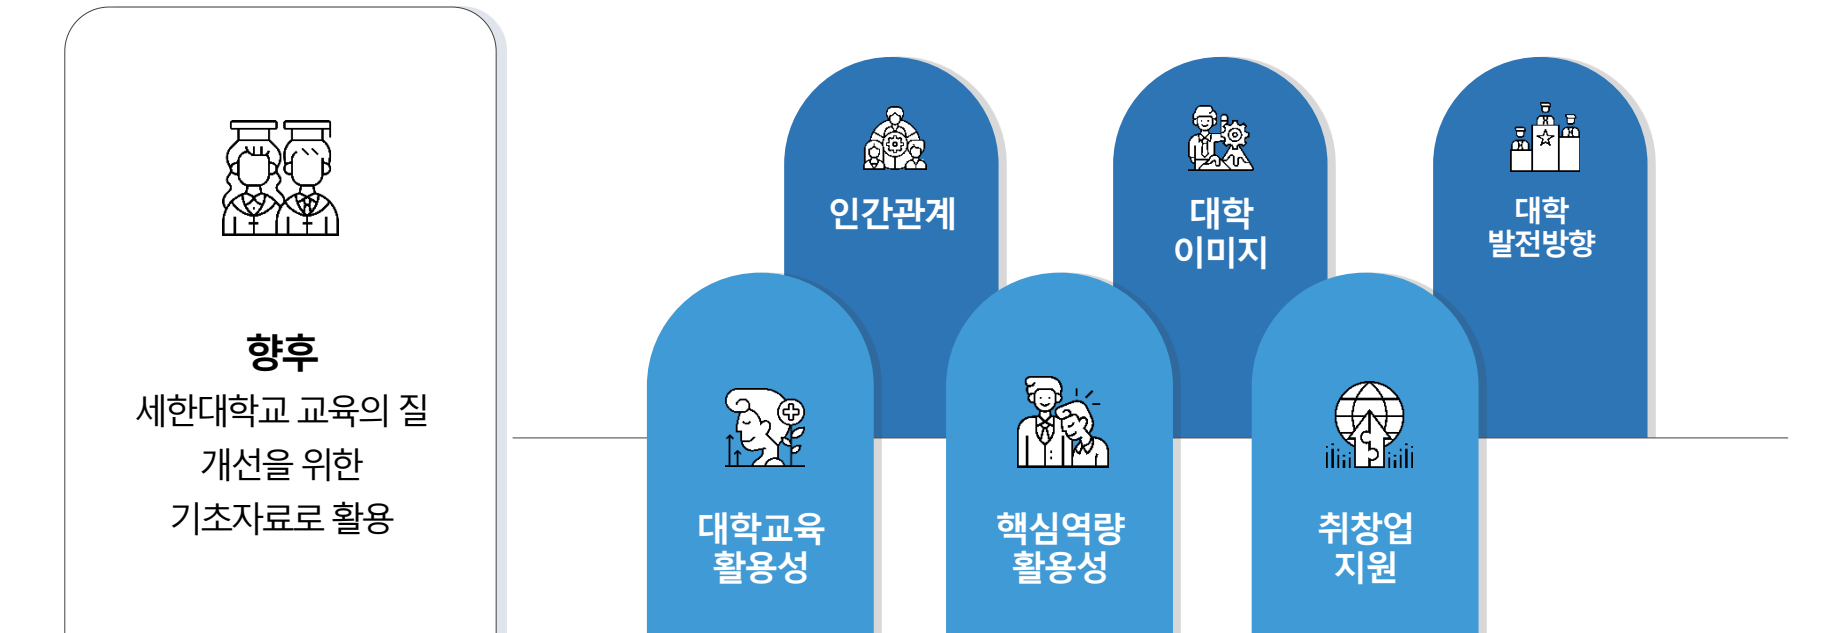 향후
세한대학교 교육의 질
개선을 위한
기초자료로 활용
인간관계
대학
이미지
대학
발전방향
대학교육
활용성
핵심역량
활용성
취창업
지원